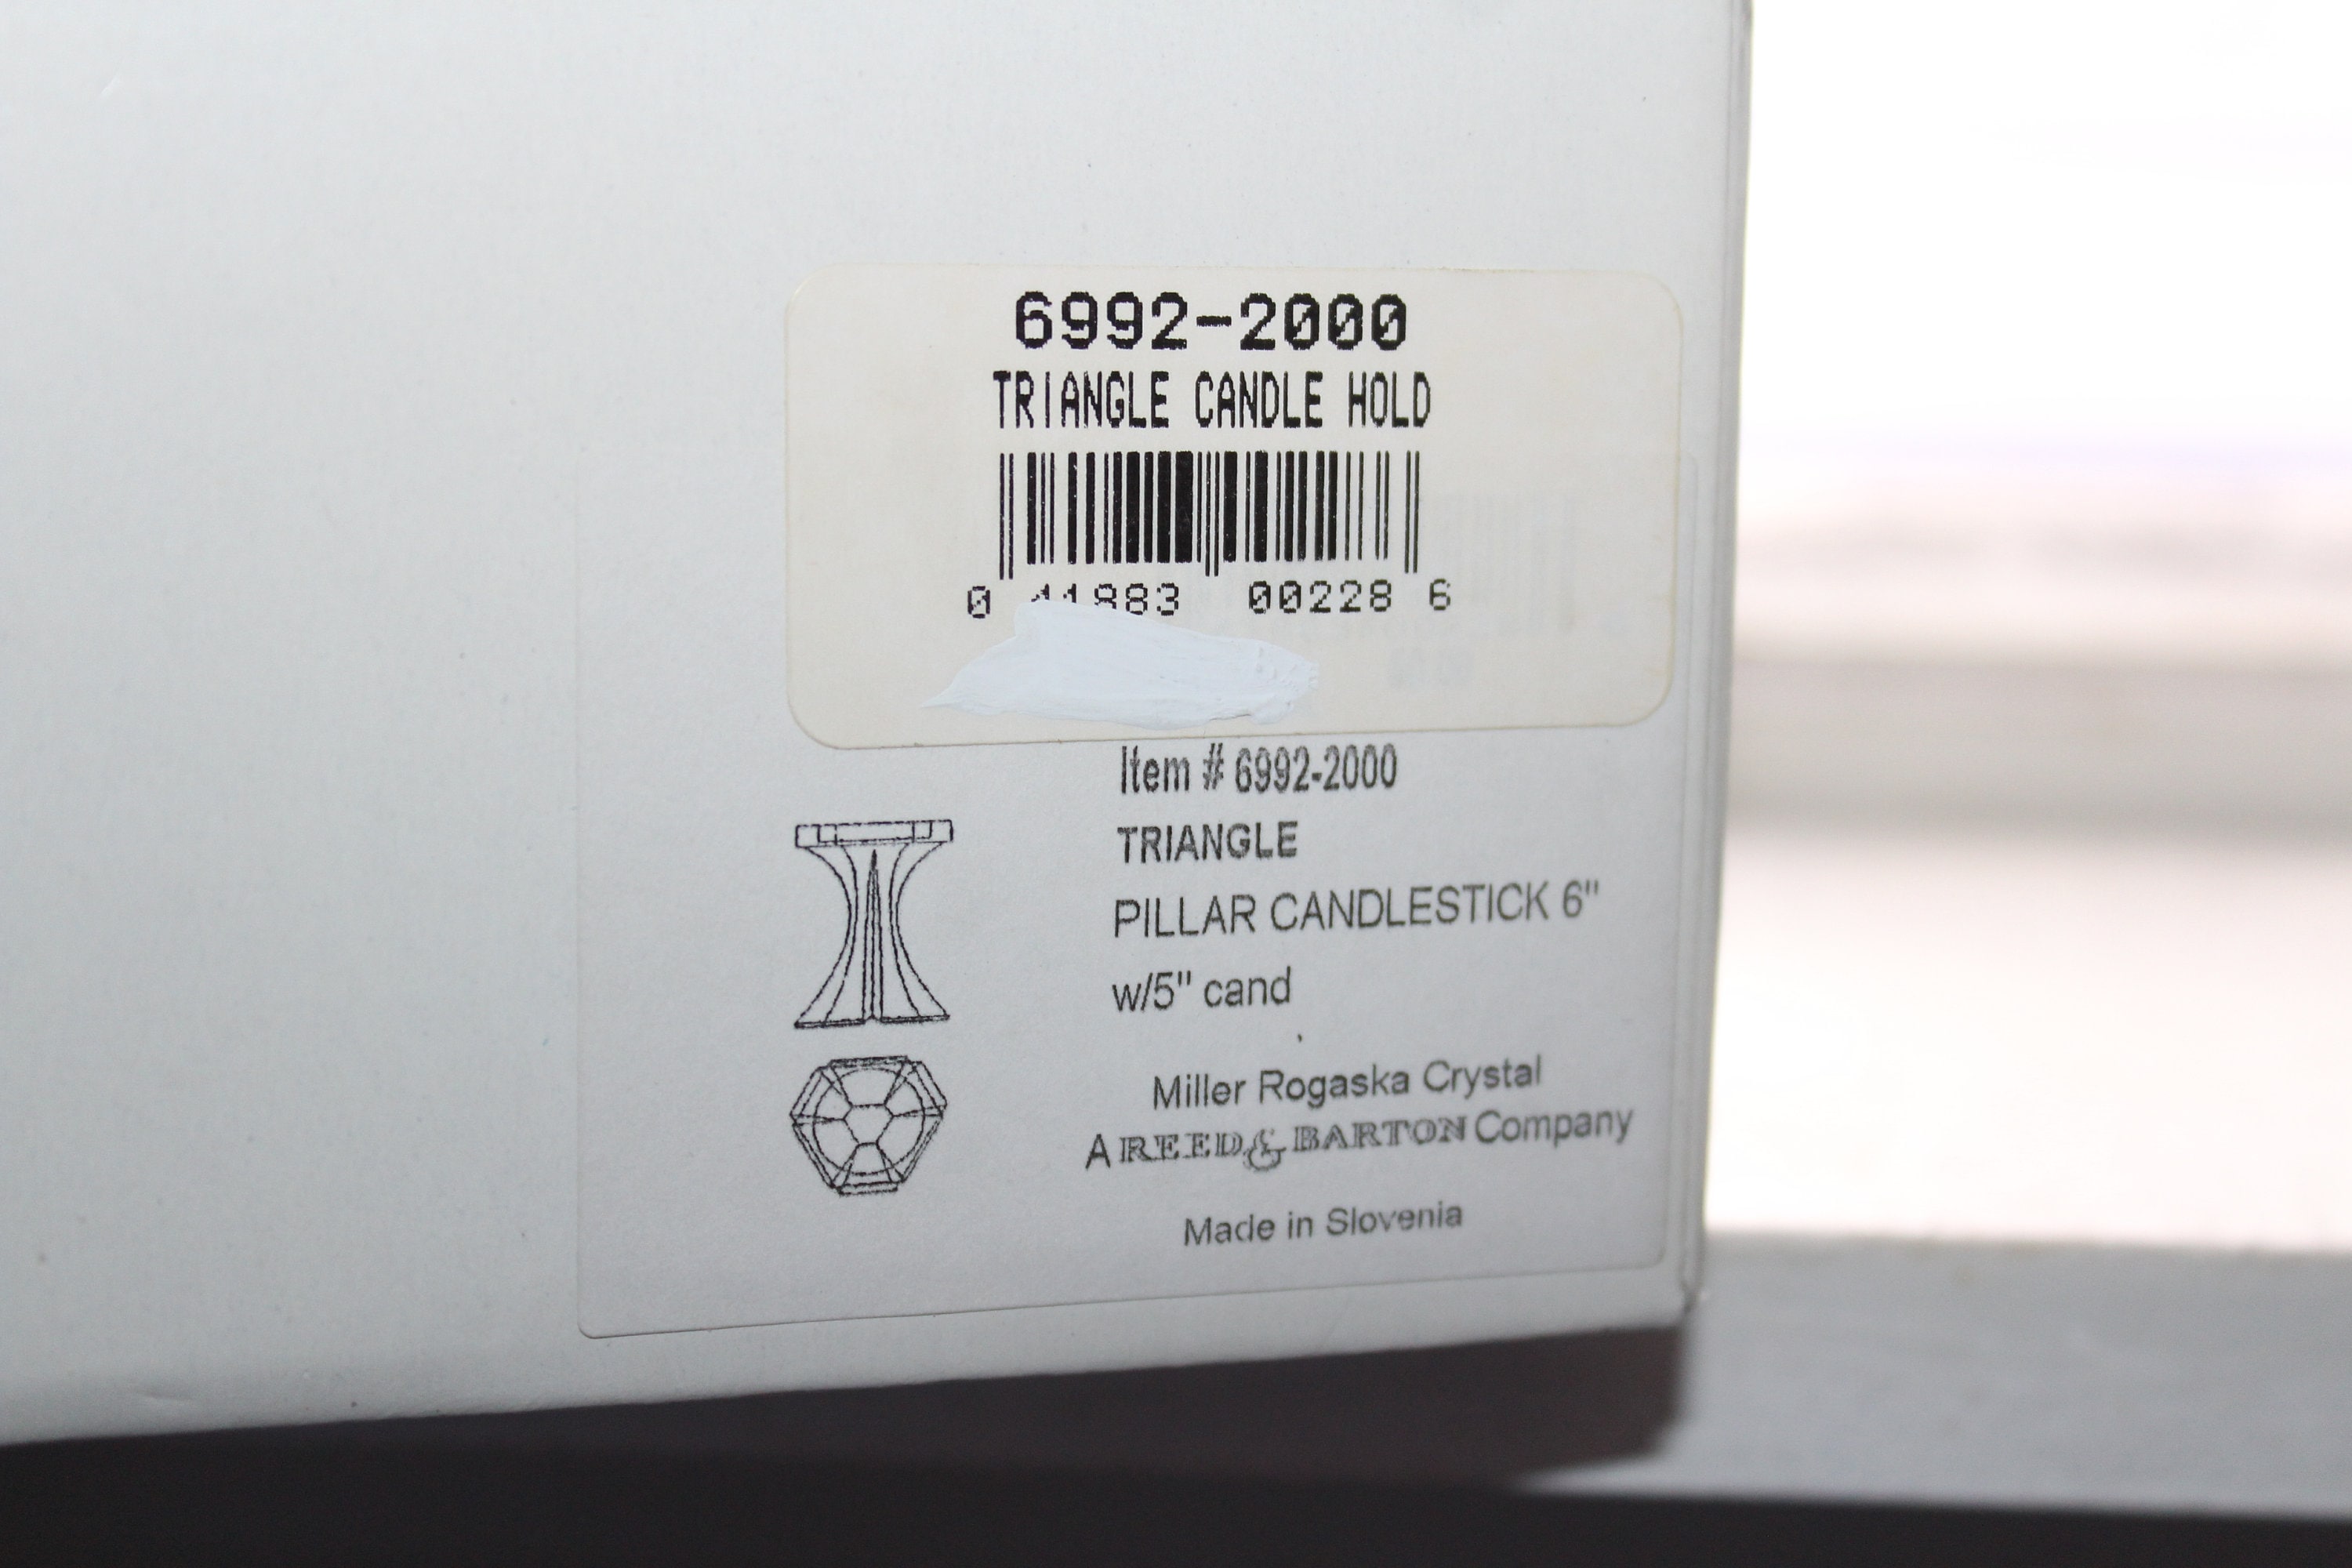 6992-2000
TRIANGLE CANDLE HOLD
0 41883 00228 6
Item # 6992-2000
TRIANGLE
PILLAR CANDLESTICK 6"
w/5" cand
Miller Rogaska Crystal
A REED & BARTON Company
Made in Slovenia